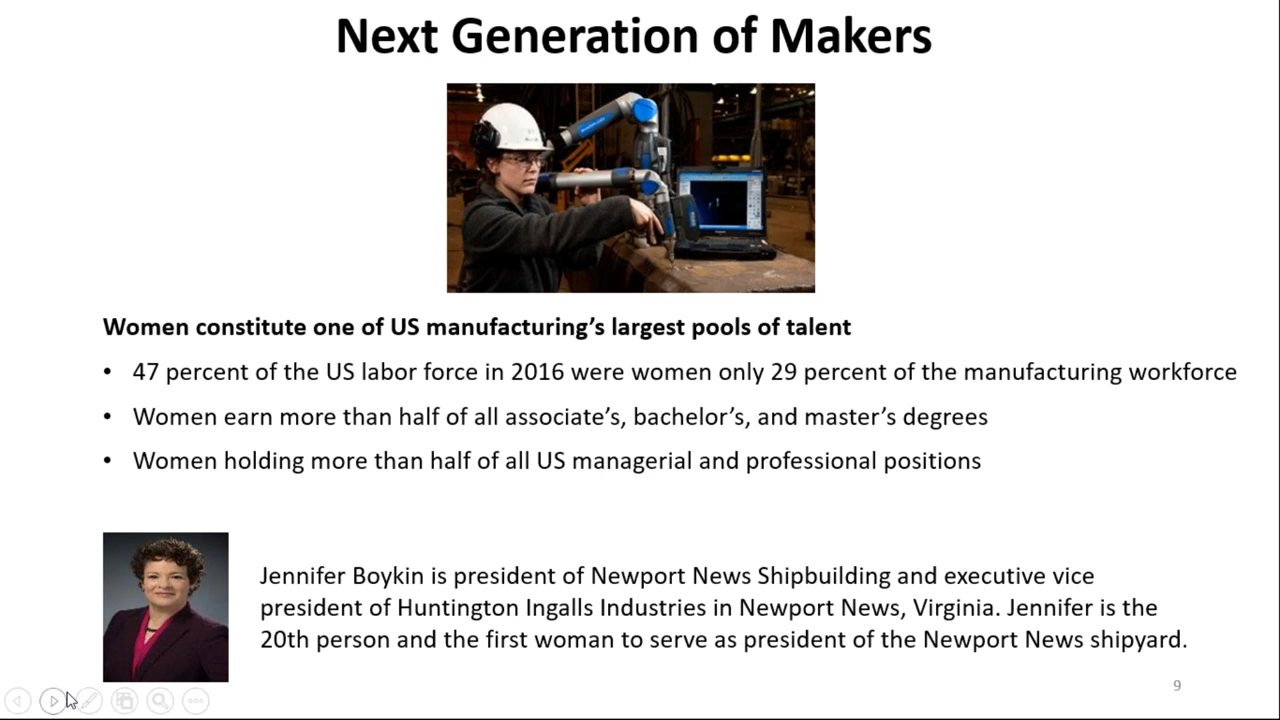 Next Generation of Makers
Women constitute one of US manufacturing’s largest pools of talent
• 47 percent of the US labor force in 2016 were women only 29 percent of the manufacturing workforce
• Women earn more than half of all associate’s, bachelor’s, and master’s degrees
• Women holding more than half of all US managerial and professional positions
Jennifer Boykin is president of Newport News Shipbuilding and executive vice
president of Huntington Ingalls Industries in Newport News, Virginia. Jennifer is the
20th person and the first woman to serve as president of the Newport News shipyard.
9